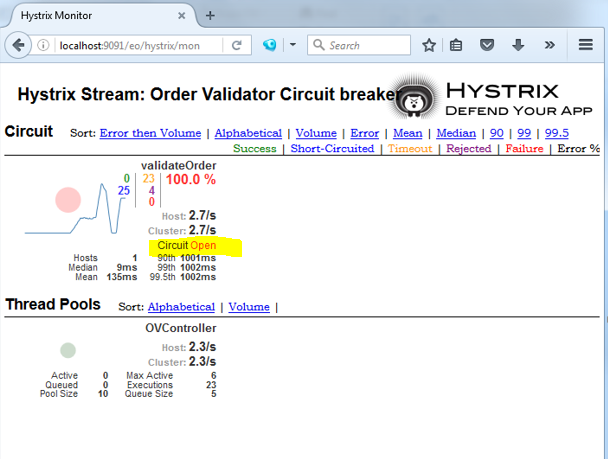 Hystrix Monitor
localhost:9091/eo/hystrix/mon
Search
Hystrix Stream: Order Validator Circuit breaker
HYSTRIX
DEFEND YOUR APP
Circuit Sort: Error then Volume | Alphabetical | Volume | Error | Mean | Median | 90 | 99 | 99.5
Success | Short-Circuited | Timeout | Rejected | Failure | Error %
validateOrder
0 23 100.0 %
25 4
0
Host: 2.7/s
Cluster: 2.7/s
Circuit Open
Hosts 1 90th 1001ms
Median 9ms 99th 1002ms
Mean 135ms 99.5th 1002ms
Thread Pools Sort: Alphabetical | Volume |
OVController
Host: 2.3/s
Cluster: 2.3/s
Active 0 Max Active 6
Queued 0 Executions 23
Pool Size 10 Queue Size 5